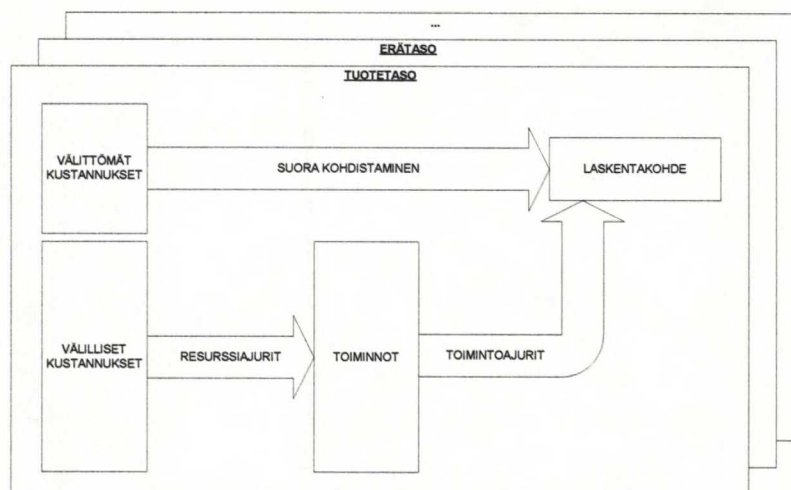 ...
ERÄTASO
TUOTETASO
VÄLITTÖMÄT
KUSTANNUKSET
SUORA KOHDISTAMINEN
LASKENTAKOHDE
VÄLILLISET
KUSTANNUKSET
RESURSSIAJURIT
TOIMINNOT
TOIMINTOAJURIT